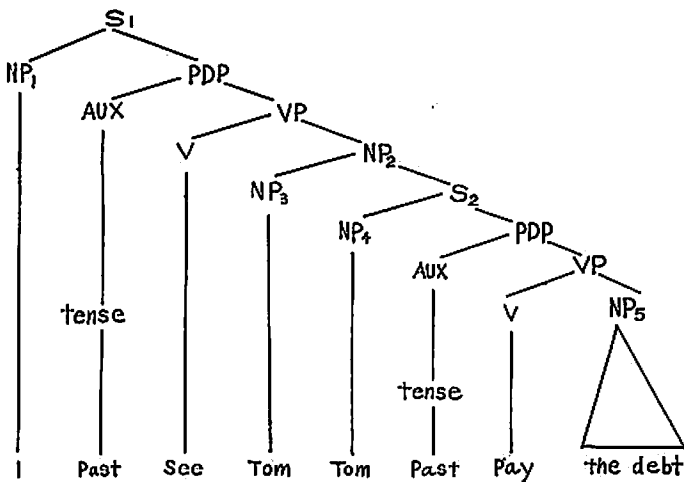 S₁
NP₁ PDP
AUX VP
V NP₂
NP₃ S₂
NP₄ PDP
AUX VP
tense V NP₅
tense
I Past See Tom Tom Past Pay the debt